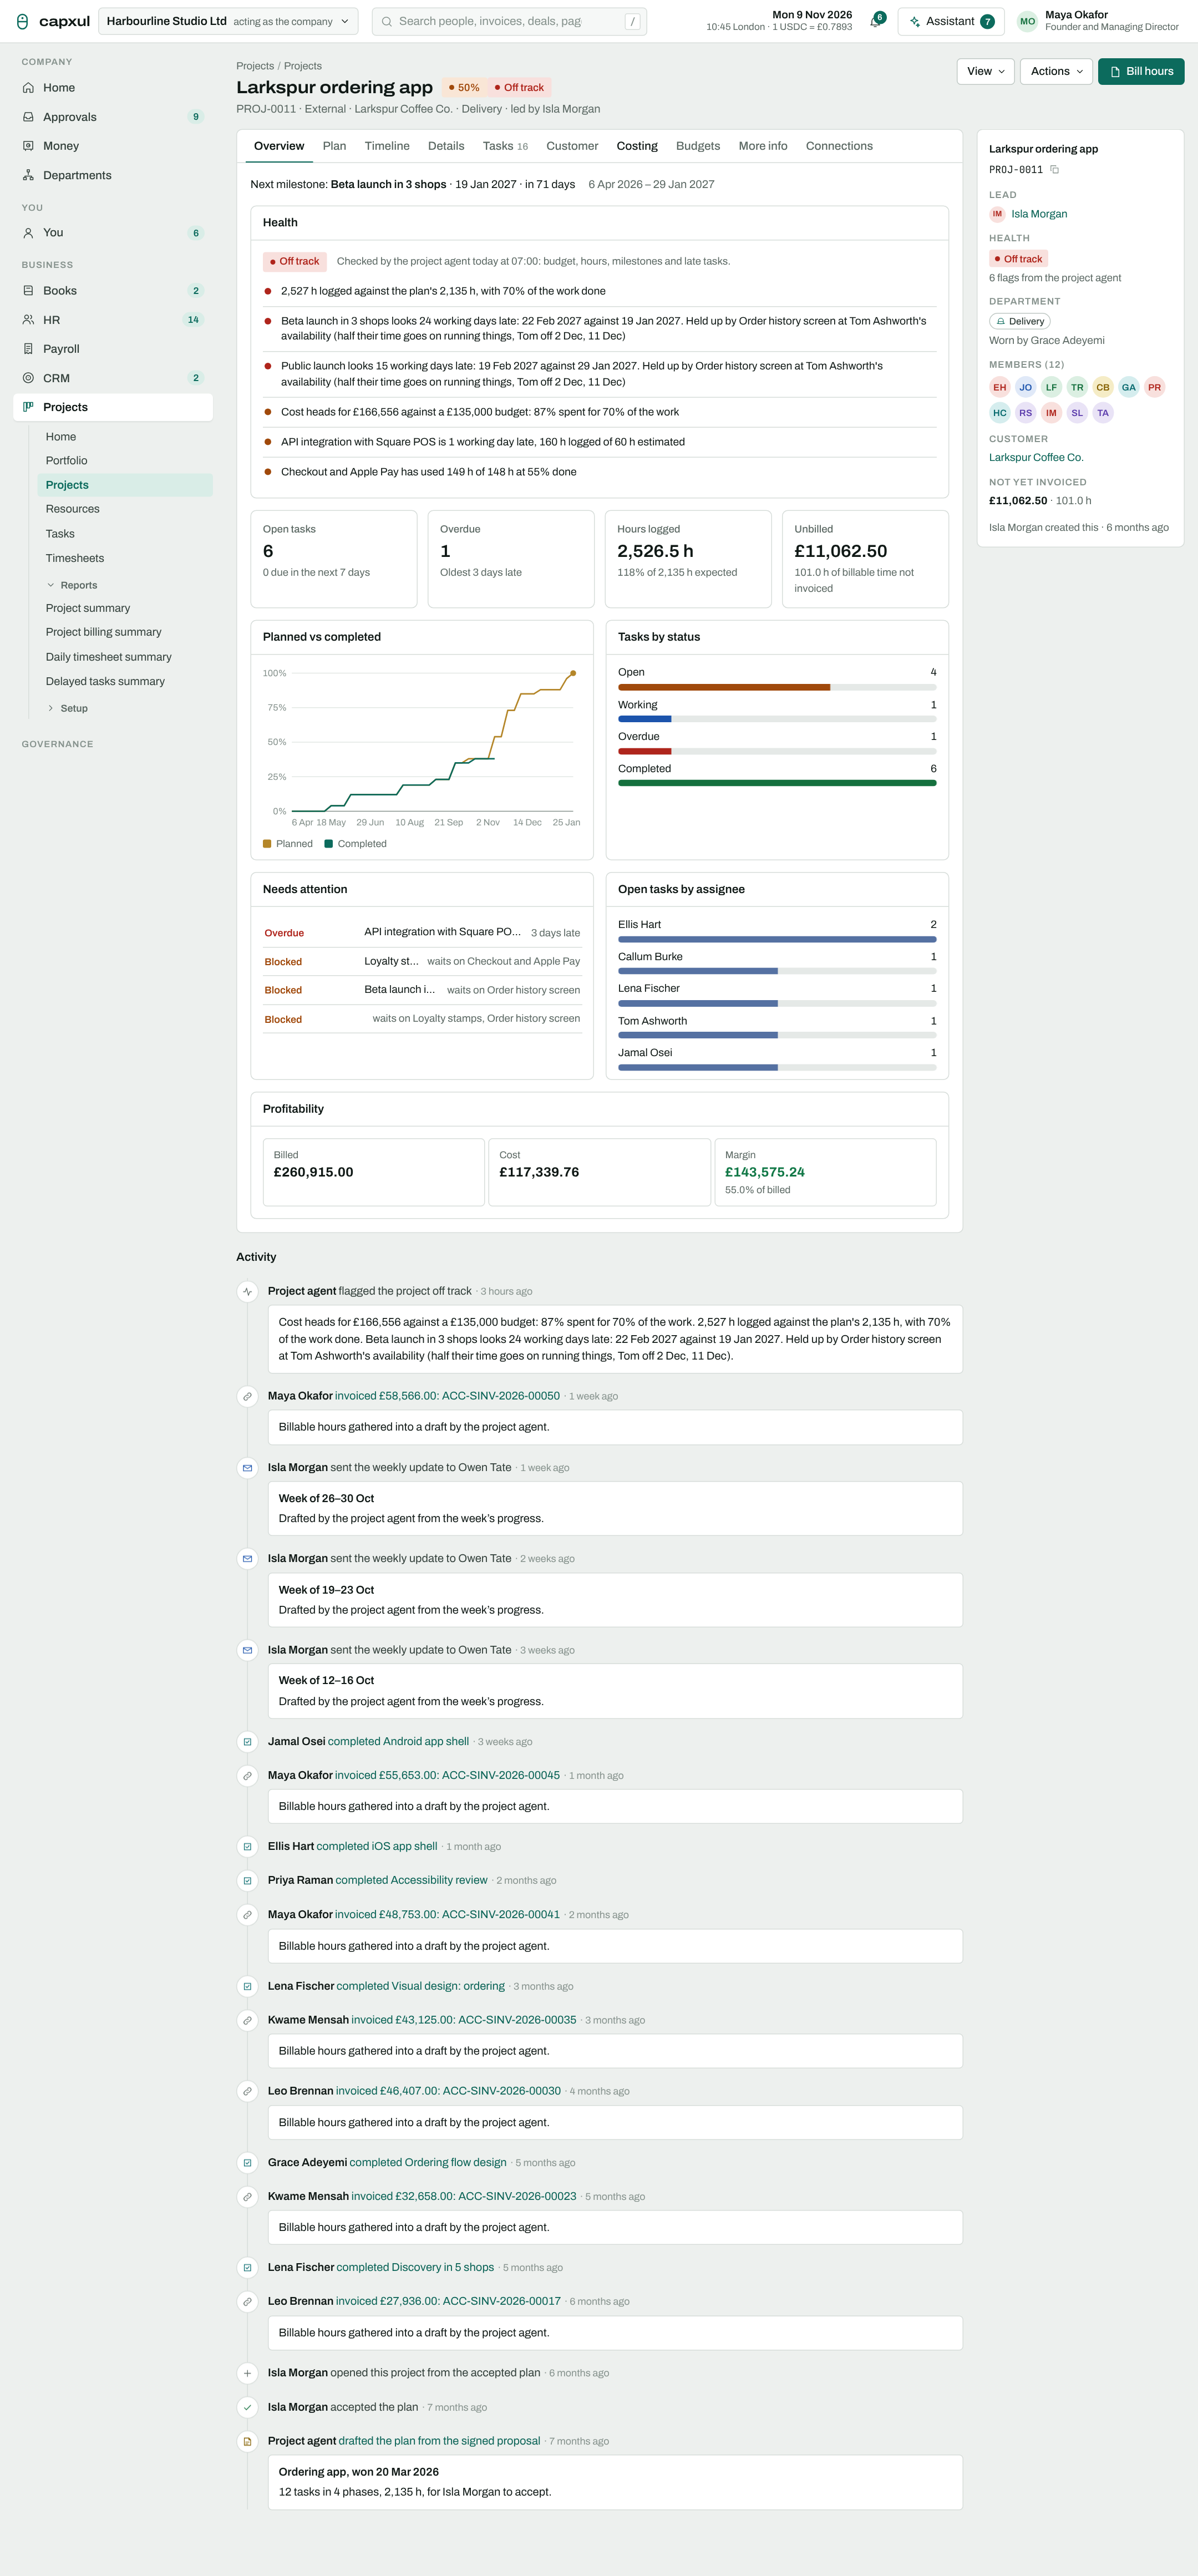 capxul
Harbourline Studio Ltd acting as the company
Search people, invoices, deals, pag
/
Mon 9 Nov 2026
10:45 London · 1 USDC = £0.7893
6
Assistant 7
MO
Maya Okafor
Founder and Managing Director
COMPANY
Home
Approvals 9
Money
Departments
YOU
You 6
BUSINESS
Books 2
HR 14
Payroll
CRM 2
Projects
Home
Portfolio
Projects
Resources
Tasks
Timesheets
Reports
Project summary
Project billing summary
Daily timesheet summary
Delayed tasks summary
Setup
GOVERNANCE
Projects / Projects
Larkspur ordering app 50% Off track
PROJ-0011 · External · Larkspur Coffee Co. · Delivery · led by Isla Morgan
View Actions Bill hours
Overview Plan Timeline Details Tasks 16 Customer Costing Budgets More info Connections
Next milestone: Beta launch in 3 shops · 19 Jan 2027 · in 71 days 6 Apr 2026 – 29 Jan 2027
Health
Off track Checked by the project agent today at 07:00: budget, hours, milestones and late tasks.
2,527 h logged against the plan's 2,135 h, with 70% of the work done
Beta launch in 3 shops looks 24 working days late: 22 Feb 2027 against 19 Jan 2027. Held up by Order history screen at Tom Ashworth's
availability (half their time goes on running things, Tom off 2 Dec, 11 Dec)
Public launch looks 15 working days late: 19 Feb 2027 against 29 Jan 2027. Held up by Order history screen at Tom Ashworth's
availability (half their time goes on running things, Tom off 2 Dec, 11 Dec)
Cost heads for £166,556 against a £135,000 budget: 87% spent for 70% of the work
API integration with Square POS is 1 working day late, 160 h logged of 60 h estimated
Checkout and Apple Pay has used 149 h of 148 h at 55% done
Open tasks
6
0 due in the next 7 days
Overdue
1
Oldest 3 days late
Hours logged
2,526.5 h
118% of 2,135 h expected
Unbilled
£11,062.50
101.0 h of billable time not
invoiced
Planned vs completed
100%
75%
50%
25%
0%
6 Apr 18 May 29 Jun 10 Aug 21 Sep 2 Nov 14 Dec 25 Jan
Planned Completed
Tasks by status
Open 4
Working 1
Overdue 1
Completed 6
Needs attention
Overdue API integration with Square PO... 3 days late
Blocked Loyalty st... waits on Checkout and Apple Pay
Blocked Beta launch i... waits on Order history screen
Blocked waits on Loyalty stamps, Order history screen
Open tasks by assignee
Ellis Hart 2
Callum Burke 1
Lena Fischer 1
Tom Ashworth 1
Jamal Osei 1
Profitability
Billed
£260,915.00
Cost
£117,339.76
Margin
£143,575.24
55.0% of billed
Larkspur ordering app
PROJ-0011
LEAD
IM Isla Morgan
HEALTH
Off track
6 flags from the project agent
DEPARTMENT
Delivery
Worn by Grace Adeyemi
MEMBERS (12)
EH JO LF TR CB GA PR
HC RS IM SL TA
CUSTOMER
Larkspur Coffee Co.
NOT YET INVOICED
£11,062.50 · 101.0 h
Isla Morgan created this · 6 months ago
Activity
Project agent flagged the project off track · 3 hours ago
Cost heads for £166,556 against a £135,000 budget: 87% spent for 70% of the work. 2,527 h logged against the plan's 2,135 h, with 70%
of the work done. Beta launch in 3 shops looks 24 working days late: 22 Feb 2027 against 19 Jan 2027. Held up by Order history screen
at Tom Ashworth's availability (half their time goes on running things, Tom off 2 Dec, 11 Dec).
Maya Okafor invoiced £58,566.00: ACC-SINV-2026-00050 · 1 week ago
Billable hours gathered into a draft by the project agent.
Isla Morgan sent the weekly update to Owen Tate · 1 week ago
Week of 26–30 Oct
Drafted by the project agent from the week’s progress.
Isla Morgan sent the weekly update to Owen Tate · 2 weeks ago
Week of 19–23 Oct
Drafted by the project agent from the week’s progress.
Isla Morgan sent the weekly update to Owen Tate · 3 weeks ago
Week of 12–16 Oct
Drafted by the project agent from the week’s progress.
Jamal Osei completed Android app shell · 3 weeks ago
Maya Okafor invoiced £55,653.00: ACC-SINV-2026-00045 · 1 month ago
Billable hours gathered into a draft by the project agent.
Ellis Hart completed iOS app shell · 1 month ago
Priya Raman completed Accessibility review · 2 months ago
Maya Okafor invoiced £48,753.00: ACC-SINV-2026-00041 · 2 months ago
Billable hours gathered into a draft by the project agent.
Lena Fischer completed Visual design: ordering · 3 months ago
Kwame Mensah invoiced £43,125.00: ACC-SINV-2026-00035 · 3 months ago
Billable hours gathered into a draft by the project agent.
Leo Brennan invoiced £46,407.00: ACC-SINV-2026-00030 · 4 months ago
Billable hours gathered into a draft by the project agent.
Grace Adeyemi completed Ordering flow design · 5 months ago
Kwame Mensah invoiced £32,658.00: ACC-SINV-2026-00023 · 5 months ago
Billable hours gathered into a draft by the project agent.
Lena Fischer completed Discovery in 5 shops · 5 months ago
Leo Brennan invoiced £27,936.00: ACC-SINV-2026-00017 · 6 months ago
Billable hours gathered into a draft by the project agent.
Isla Morgan opened this project from the accepted plan · 6 months ago
Isla Morgan accepted the plan · 7 months ago
Project agent drafted the plan from the signed proposal · 7 months ago
Ordering app, won 20 Mar 2026
12 tasks in 4 phases, 2,135 h, for Isla Morgan to accept.